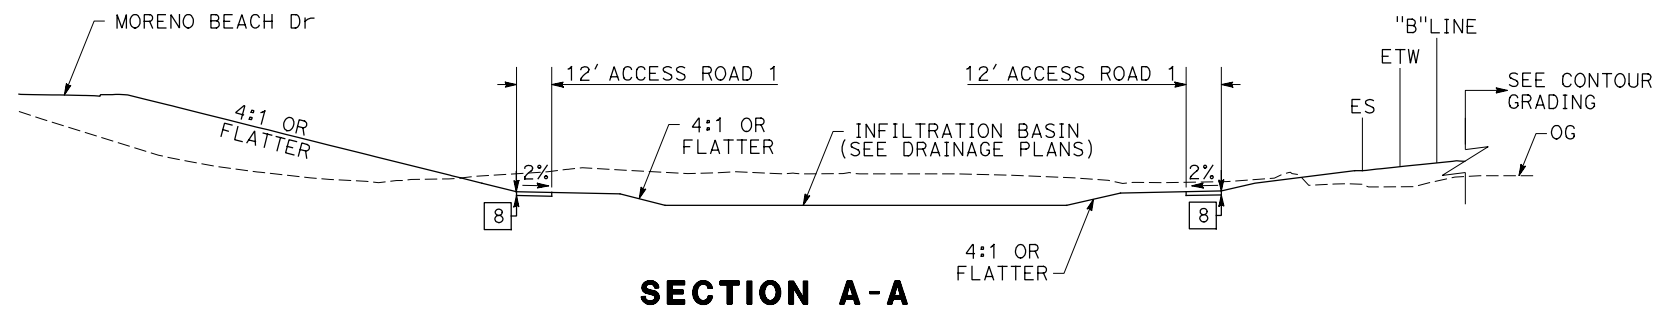 MORENO BEACH Dr
"B"LINE
ETW
12' ACCESS ROAD 1
12' ACCESS ROAD 1
SEE CONTOUR
GRADING
4:1 OR
FLATTER
4:1 OR
FLATTER
INFILTRATION BASIN
(SEE DRAINAGE PLANS)
ES
OG
2%
2%
8
8
4:1 OR
FLATTER
SECTION A-A